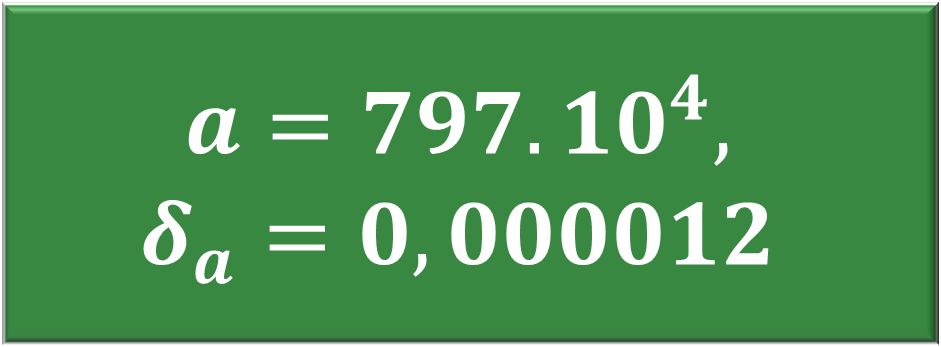 a = 797.10⁴,
δₐ = 0,000012